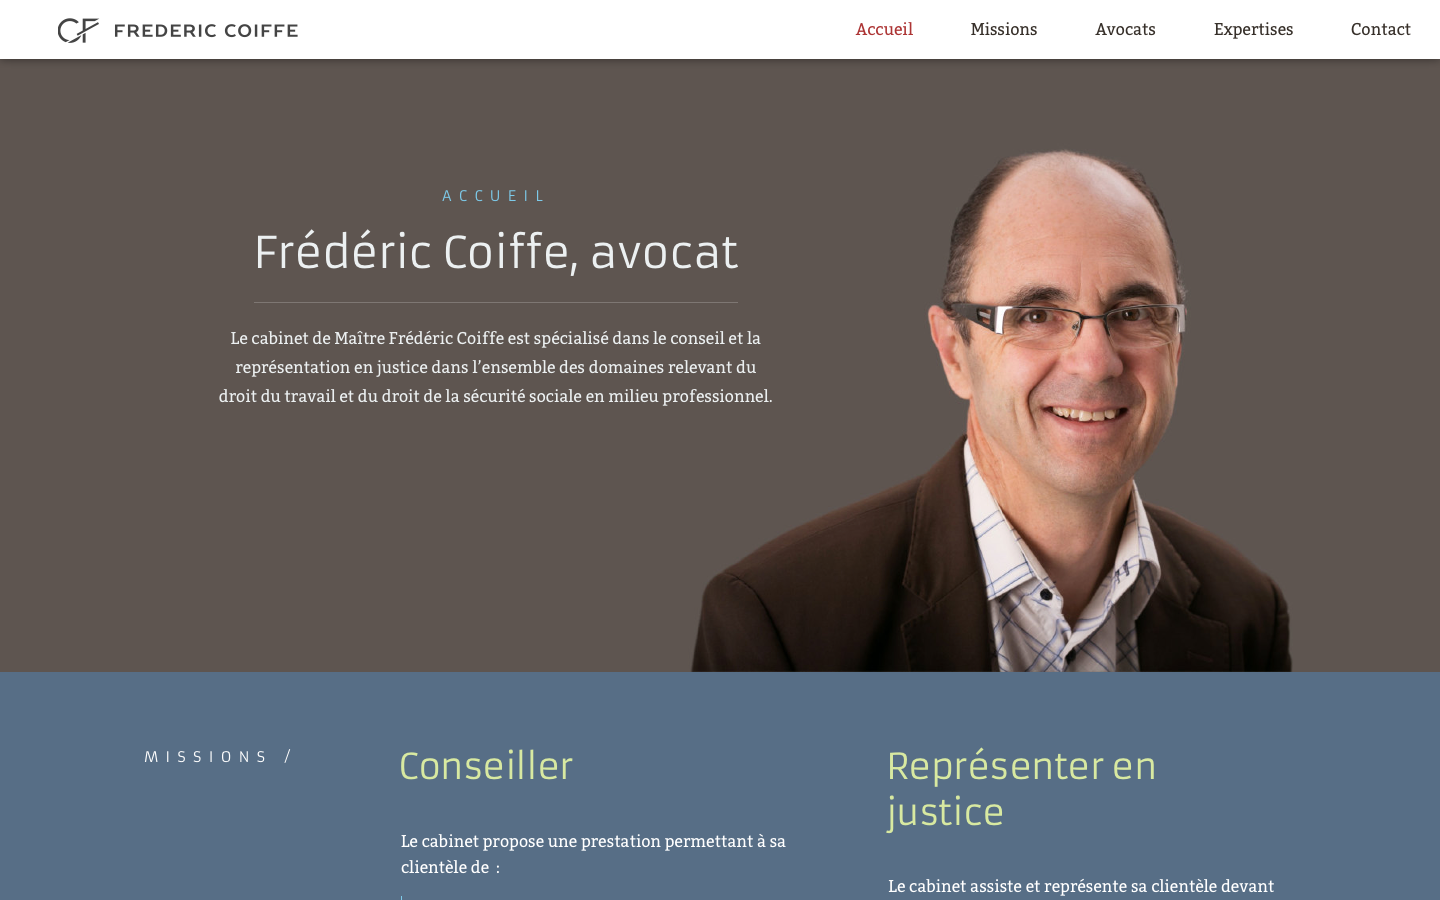 CF FREDERIC COIFFE
Accueil
Missions
Avocats
Expertises
Contact
ACCUEIL
Frédéric Coiffe, avocat
Le cabinet de Maître Frédéric Coiffe est spécialisé dans le conseil et la
représentation en justice dans l’ensemble des domaines relevant du
droit du travail et du droit de la sécurité sociale en milieu professionnel.
MISSIONS /
Conseiller
Le cabinet propose une prestation permettant à sa
clientèle de :
Représenter en
justice
Le cabinet assiste et représente sa clientèle devant